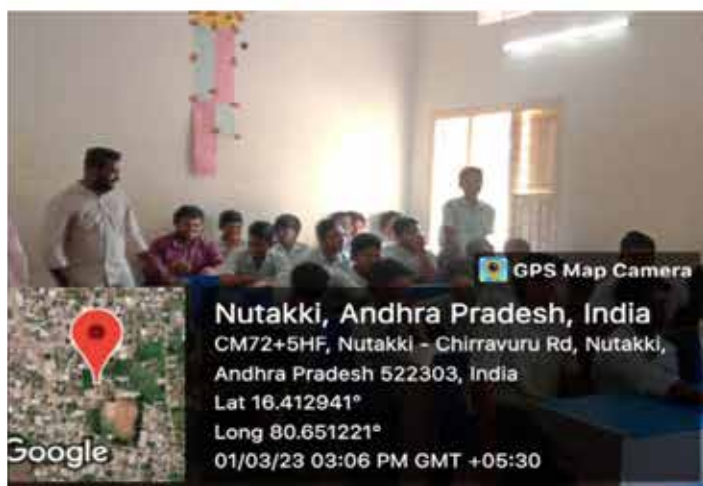 GPS Map Camera
Nutakki, Andhra Pradesh, India
CM72+5HF, Nutakki - Chirravuru Rd, Nutakki,
Andhra Pradesh 522303, India
Lat 16.412941°
Long 80.651221°
01/03/23 03:06 PM GMT +05:30
Google